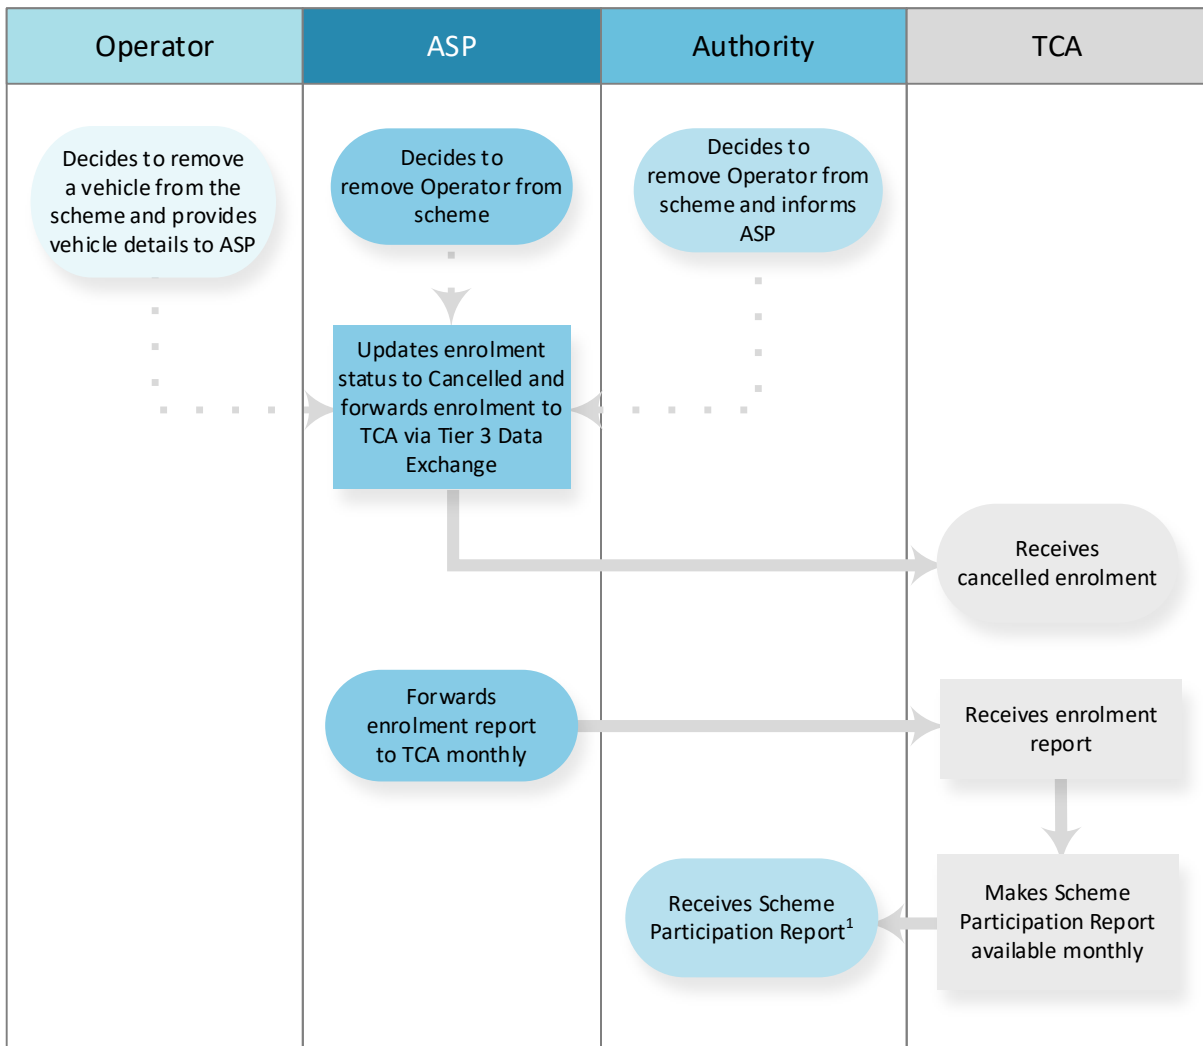 Operator
ASP
Authority
TCA
Decides to remove
a vehicle from the
scheme and provides
vehicle details to ASP
Decides to
remove Operator from
scheme
Decides to
remove Operator from
scheme and informs
ASP
Updates enrolment
status to Cancelled and
forwards enrolment to
TCA via Tier 3 Data
Exchange
Receives
cancelled enrolment
Forwards
enrolment report
to TCA monthly
Receives enrolment
report
Receives Scheme
Participation Report¹
Makes Scheme
Participation Report
available monthly